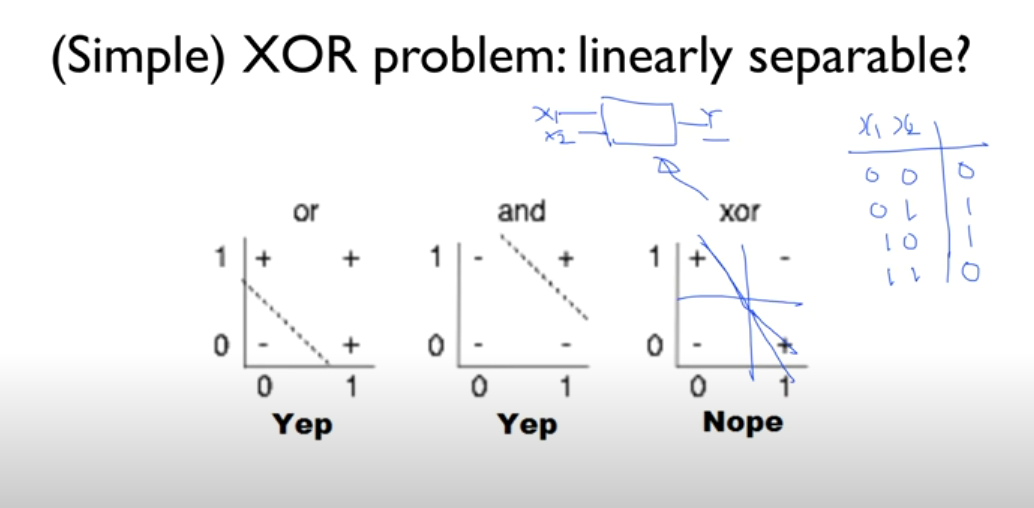 (Simple) XOR problem: linearly separable?
X1
X2
Y
X1 X2
0 0 0
0 1 1
1 0 1
1 1 0
or
1 + +
0 - +
0 1
Yep
and
1 - +
0 - -
0 1
Yep
xor
1 + -
0 - +
0 1
Nope